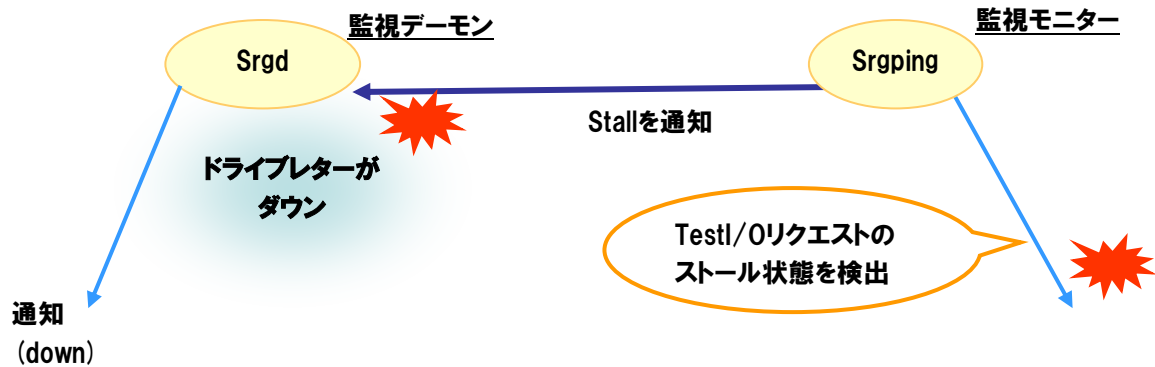 監視デーモン
Srgd
監視モニター
Srgping
Stallを通知
ドライブレターが
ダウン
TestI/Oリクエストの
ストール状態を検出
通知
(down)